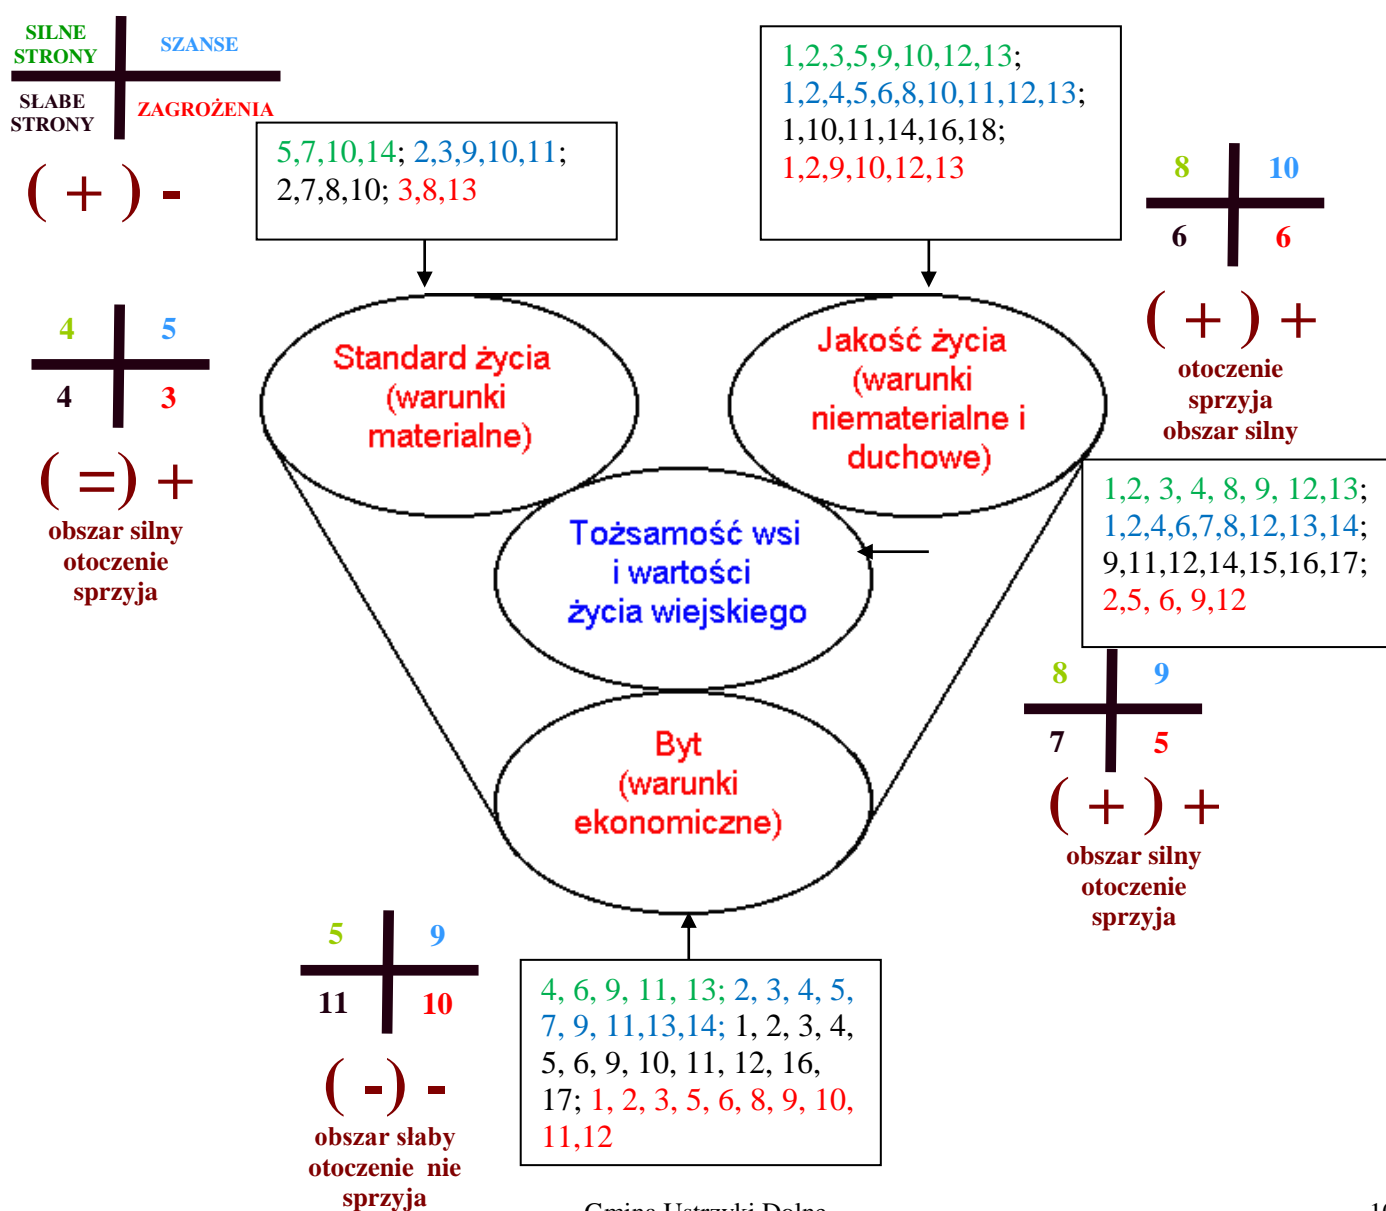 SILNE
STRONY
SZANSE
SŁABE
STRONY
ZAGROŻENIA
( + ) -
5,7,10,14; 2,3,9,10,11;
2,7,8,10; 3,8,13
1,2,3,5,9,10,12,13;
1,2,4,5,6,8,10,11,12,13;
1,10,11,14,16,18;
1,2,9,10,12,13
8 10
6 6
( + ) +
otoczenie
sprzyja
obszar silny
4 5
4 3
( =) +
obszar silny
otoczenie
sprzyja
Standard życia
(warunki
materialne)
Jakość życia
(warunki
niematerialne i
duchowe)
Tożsamość wsi
i wartości
życia wiejskiego
1,2, 3, 4, 8, 9, 12,13;
1,2,4,6,7,8,12,13,14;
9,11,12,14,15,16,17;
2,5, 6, 9,12
8 9
7 5
( + ) +
obszar silny
otoczenie
sprzyja
Byt
(warunki
ekonomiczne)
5 9
11 10
( -) -
obszar słaby
otoczenie nie
sprzyja
4, 6, 9, 11, 13; 2, 3, 4, 5,
7, 9, 11,13,14; 1, 2, 3, 4,
5, 6, 9, 10, 11, 12, 16,
17; 1, 2, 3, 5, 6, 8, 9, 10,
11,12
Gmina Ustrzyki Dolne